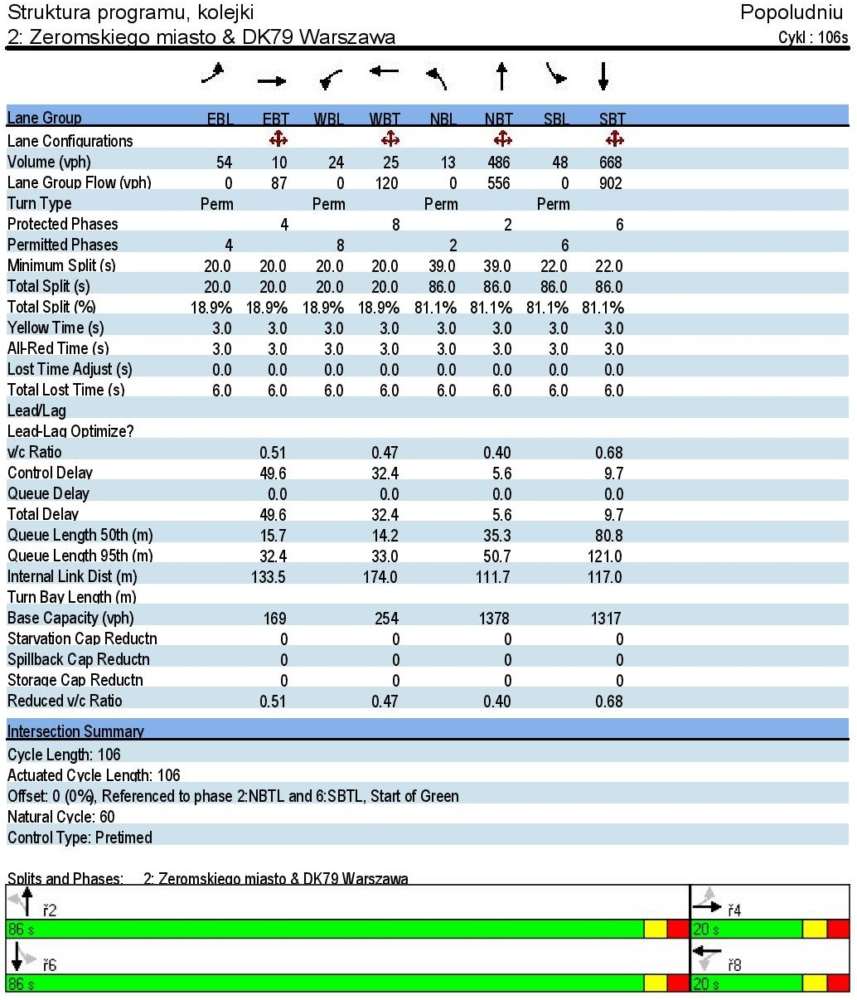 Struktura programu, kolejki Popoludniu
2: Zeromskiego miasto & DK79 Warszawa Cykl : 106s
Lane Group EBL EBT WBL WBT NBL NBT SBL SBT
Lane Configurations
Volume (vph) 54 10 24 25 13 486 48 668
Lane Group Flow (vph) 0 87 0 120 0 556 0 902
Turn Type Perm Perm Perm Perm
Protected Phases 4 8 2 6
Permitted Phases 4 8 2 6
Minimum Split (s) 20.0 20.0 20.0 20.0 39.0 39.0 22.0 22.0
Total Split (s) 20.0 20.0 20.0 20.0 86.0 86.0 86.0 86.0
Total Split (%) 18.9% 18.9% 18.9% 18.9% 81.1% 81.1% 81.1% 81.1%
Yellow Time (s) 3.0 3.0 3.0 3.0 3.0 3.0 3.0 3.0
All-Red Time (s) 3.0 3.0 3.0 3.0 3.0 3.0 3.0 3.0
Lost Time Adjust (s) 0.0 0.0 0.0 0.0 0.0 0.0 0.0 0.0
Total Lost Time (s) 6.0 6.0 6.0 6.0 6.0 6.0 6.0 6.0
Lead/Lag
Lead-Lag Optimize?
v/c Ratio 0.51 0.47 0.40 0.68
Control Delay 49.6 32.4 5.6 9.7
Queue Delay 0.0 0.0 0.0 0.0
Total Delay 49.6 32.4 5.6 9.7
Queue Length 50th (m) 15.7 14.2 35.3 80.8
Queue Length 95th (m) 32.4 33.0 50.7 121.0
Internal Link Dist (m) 133.5 174.0 111.7 117.0
Turn Bay Length (m)
Base Capacity (vph) 169 254 1378 1317
Starvation Cap Reductn 0 0 0 0
Spillback Cap Reductn 0 0 0 0
Storage Cap Reductn 0 0 0 0
Reduced v/c Ratio 0.51 0.47 0.40 0.68
Intersection Summary
Cycle Length: 106
Actuated Cycle Length: 106
Offset: 0 (0%), Referenced to phase 2:NBTL and 6:SBTL, Start of Green
Natural Cycle: 60
Control Type: Pretimed
Splits and Phases: 2: Zeromskiego miasto & DK79 Warszawa
ř2 ř4
86 s 20 s
ř6 ř8
86 s 20 s